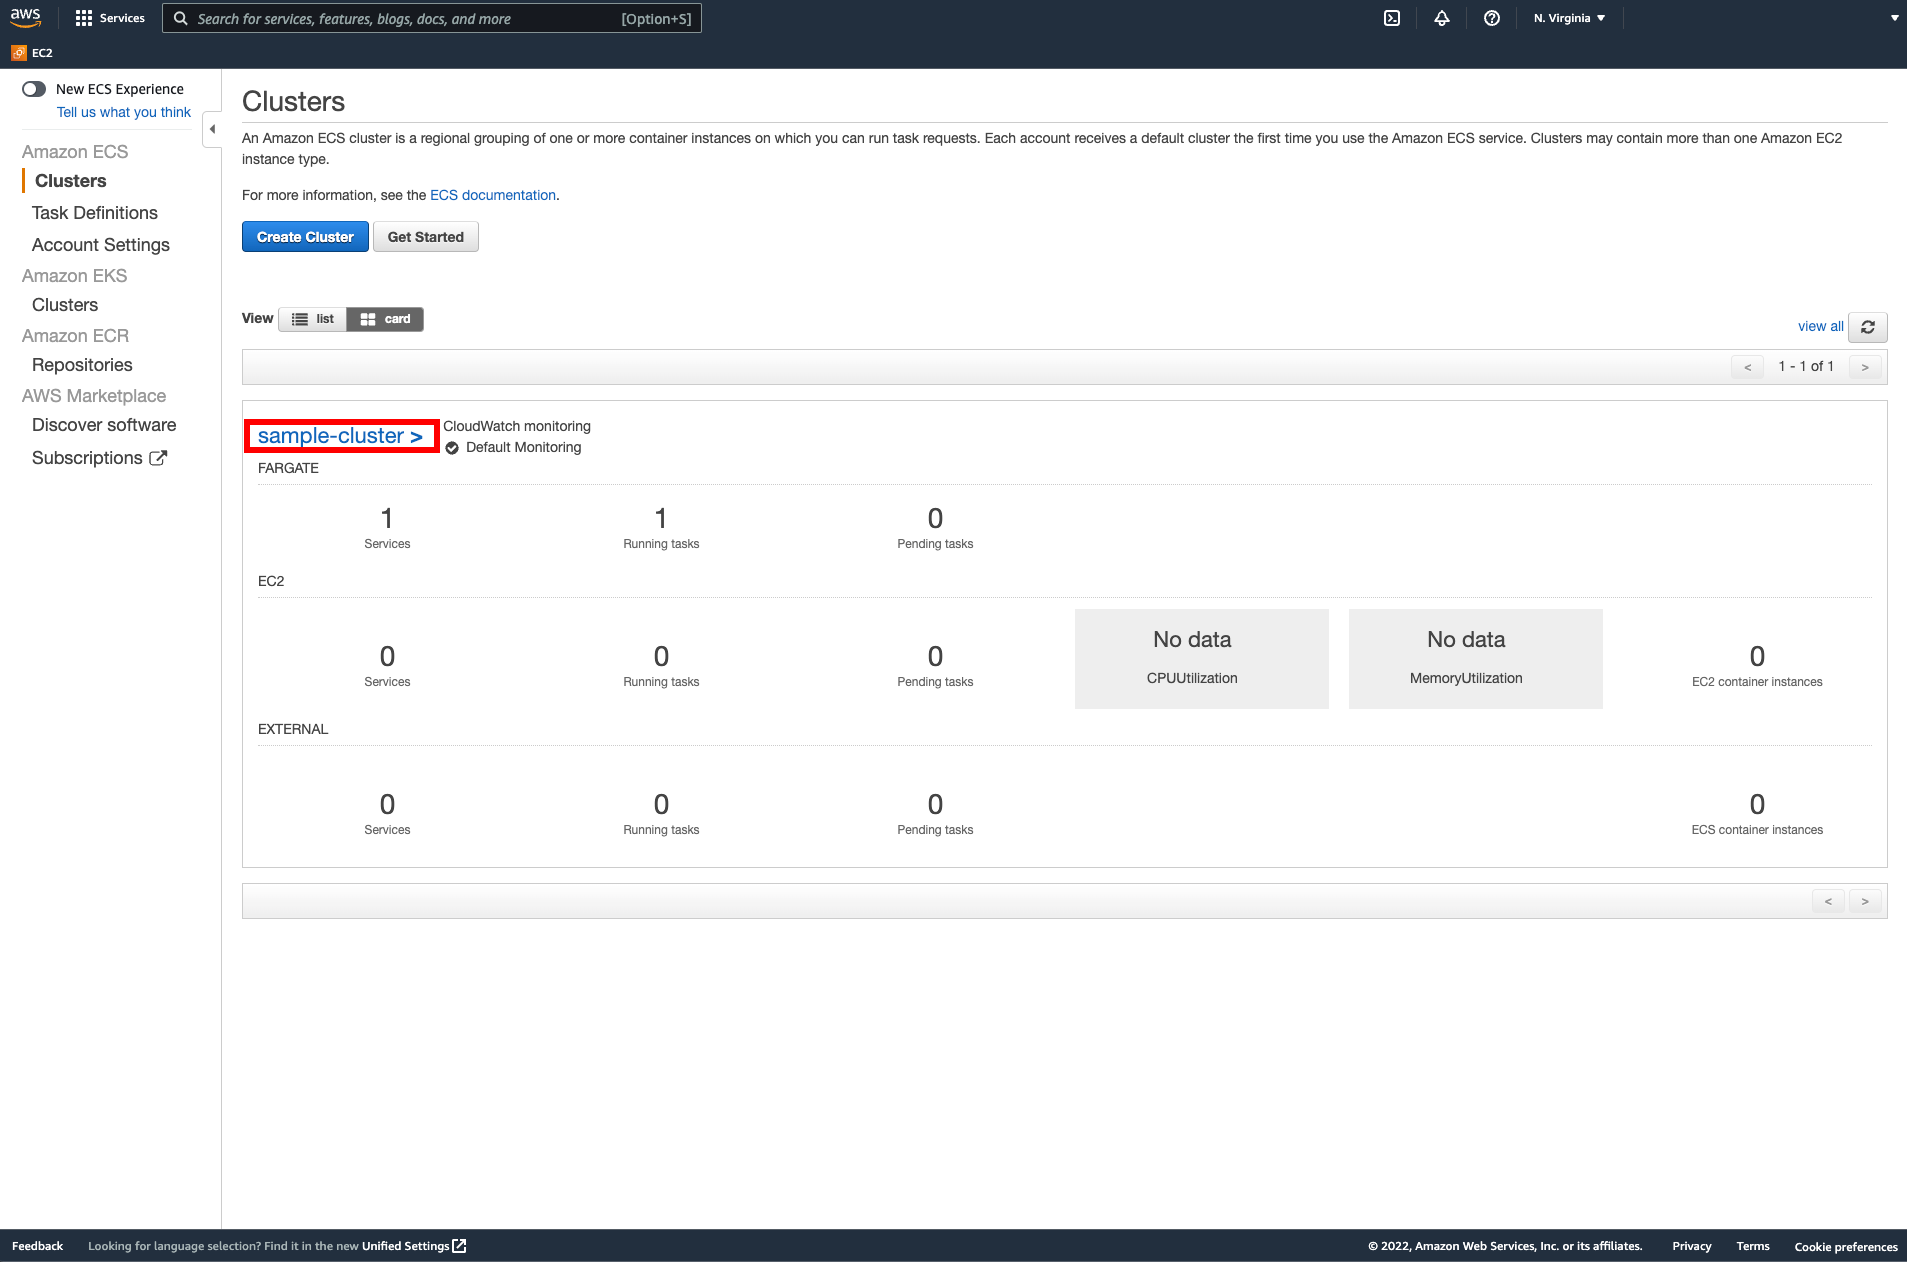 aws
Services
Search for services, features, blogs, docs, and more
[Option+S]
N. Virginia
EC2
New ECS Experience
Tell us what you think
Amazon ECS
Clusters
Task Definitions
Account Settings
Amazon EKS
Clusters
Amazon ECR
Repositories
AWS Marketplace
Discover software
Subscriptions
Clusters
An Amazon ECS cluster is a regional grouping of one or more container instances on which you can run task requests. Each account receives a default cluster the first time you use the Amazon ECS service. Clusters may contain more than one Amazon EC2
instance type.
For more information, see the ECS documentation.
Create Cluster
Get Started
View
list
card
view all
< 1 - 1 of 1 >
sample-cluster >
CloudWatch monitoring
Default Monitoring
FARGATE
1
1
0
Services
Running tasks
Pending tasks
EC2
0
0
0
No data
No data
0
Services
Running tasks
Pending tasks
CPUUtilization
MemoryUtilization
EC2 container instances
EXTERNAL
0
0
0
0
Services
Running tasks
Pending tasks
ECS container instances
< >
Feedback
Looking for language selection? Find it in the new Unified Settings
© 2022, Amazon Web Services, Inc. or its affiliates.
Privacy
Terms
Cookie preferences